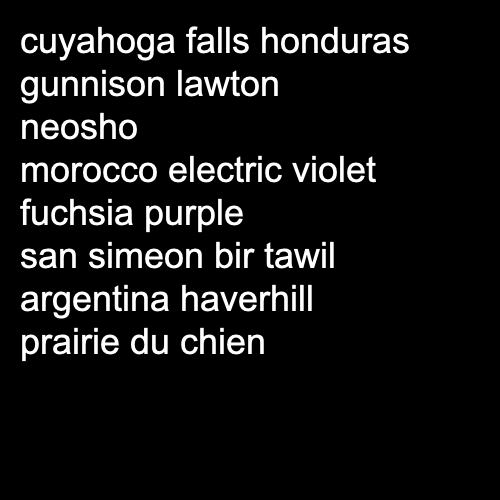 cuyahoga falls honduras
gunnison lawton
neosho
morocco electric violet
fuchsia purple
san simeon bir tawil
argentina haverhill
prairie du chien